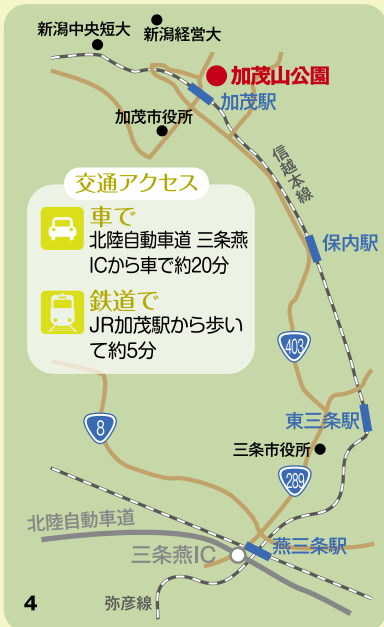 新潟経営大
新潟中央短大
加茂山公園
加茂駅
加茂市役所
信越本線
交通アクセス
車で
北陸自動車道 三条燕
ICから車で約20分
鉄道で
JR加茂駅から歩い
て約5分
保内駅
403
8
東三条駅
三条市役所
289
北陸自動車道
三条燕IC
燕三条駅
弥彦線
4